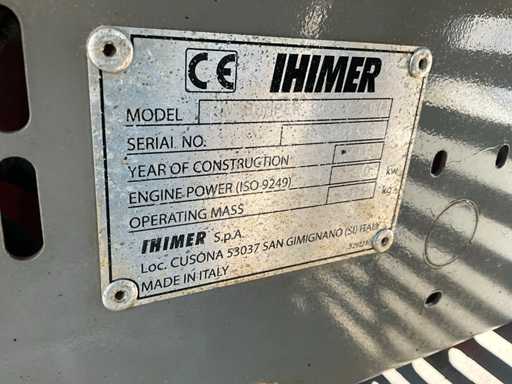 CE IHIMER
MODEL
SERIAL NO.
YEAR OF CONSTRUCTION
ENGINE POWER (ISO 9249) kw
OPERATING MASS kg
IHIMER S.p.A.
Loc. CUSONA 53037 SAN GIMIGNANO (SI) ITALY
MADE IN ITALY